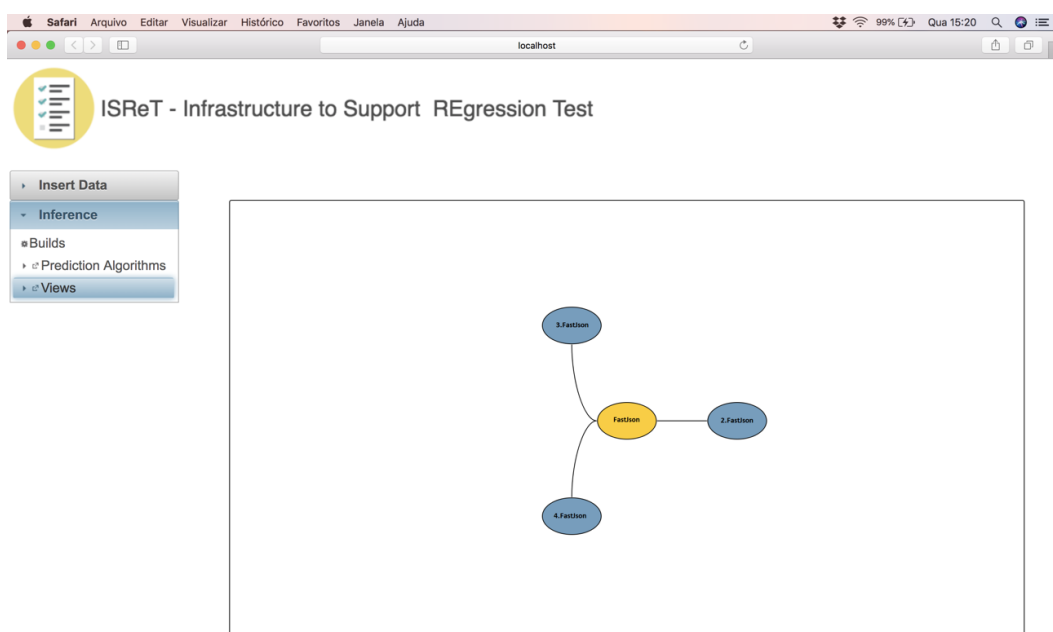 Safari Arquivo Editar Visualizar Histórico Favoritos Janela Ajuda 99% Qua 15:20
localhost
ISReT - Infrastructure to Support REgression Test
Insert Data
Inference
Builds
Prediction Algorithms
Views
3.FastJson
FastJson
2.FastJson
4.FastJson